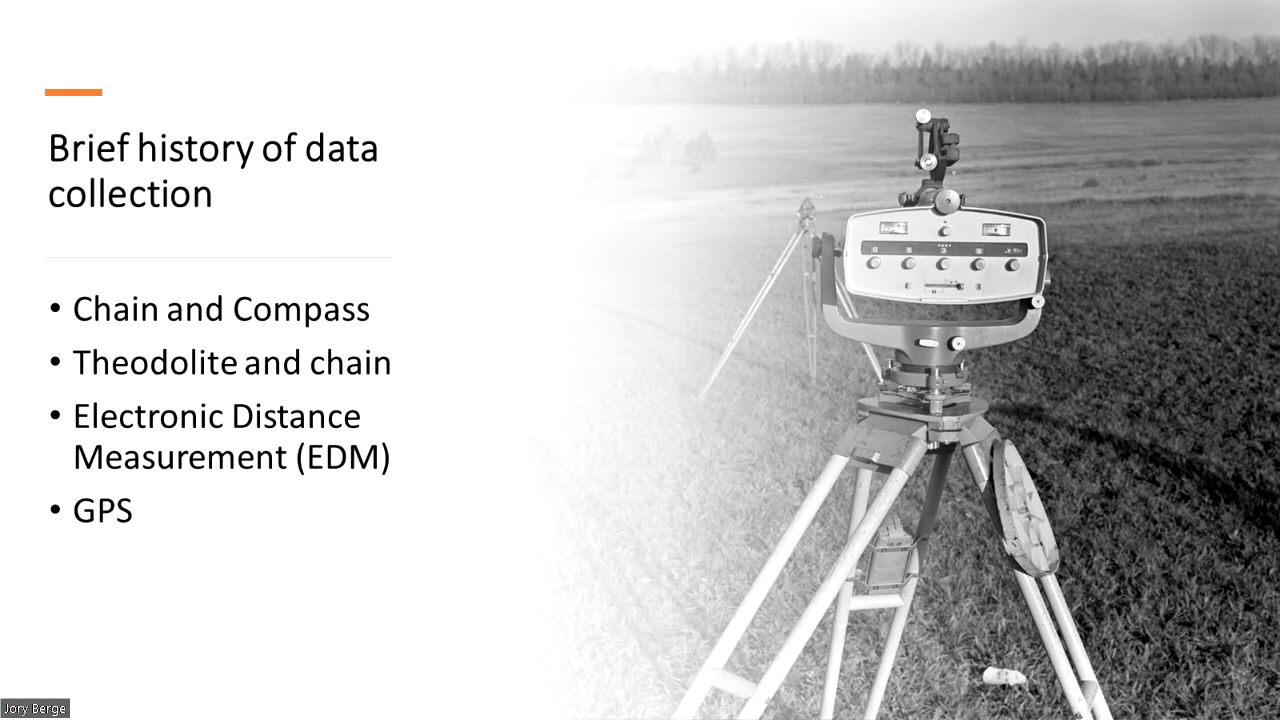 Brief history of data
collection
• Chain and Compass
• Theodolite and chain
• Electronic Distance
Measurement (EDM)
• GPS
Jory Berge